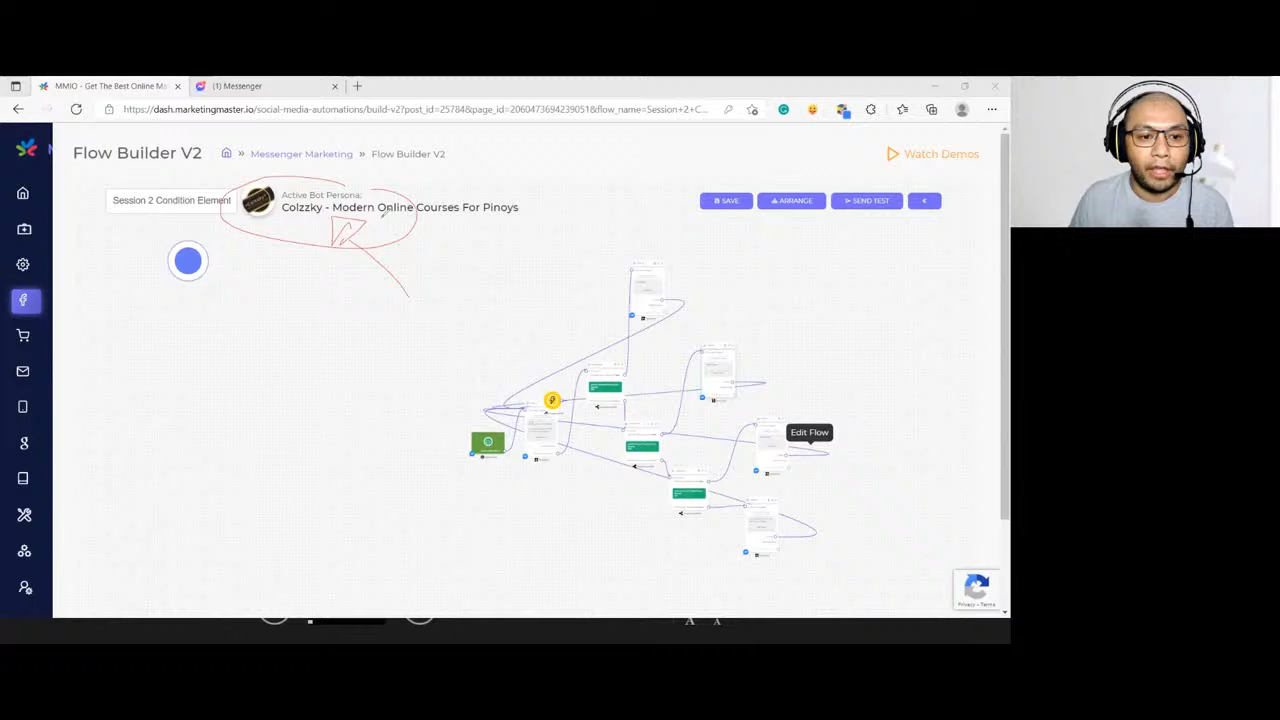 MMIO - Get The Best Online Ma
(1) Messenger
https://dash.marketingmaster.io/social-media-automations/build-v2?post_id=25784&page_id=2060473694239051&flow_name=Session+2+C...
Flow Builder V2
» Messenger Marketing » Flow Builder V2
Watch Demos
Session 2 Condition Element
Active Bot Persona:
Colzzky - Modern Online Courses For Pinoys
SAVE
ARRANGE
SEND TEST
Edit Flow
Privacy - Terms
A A